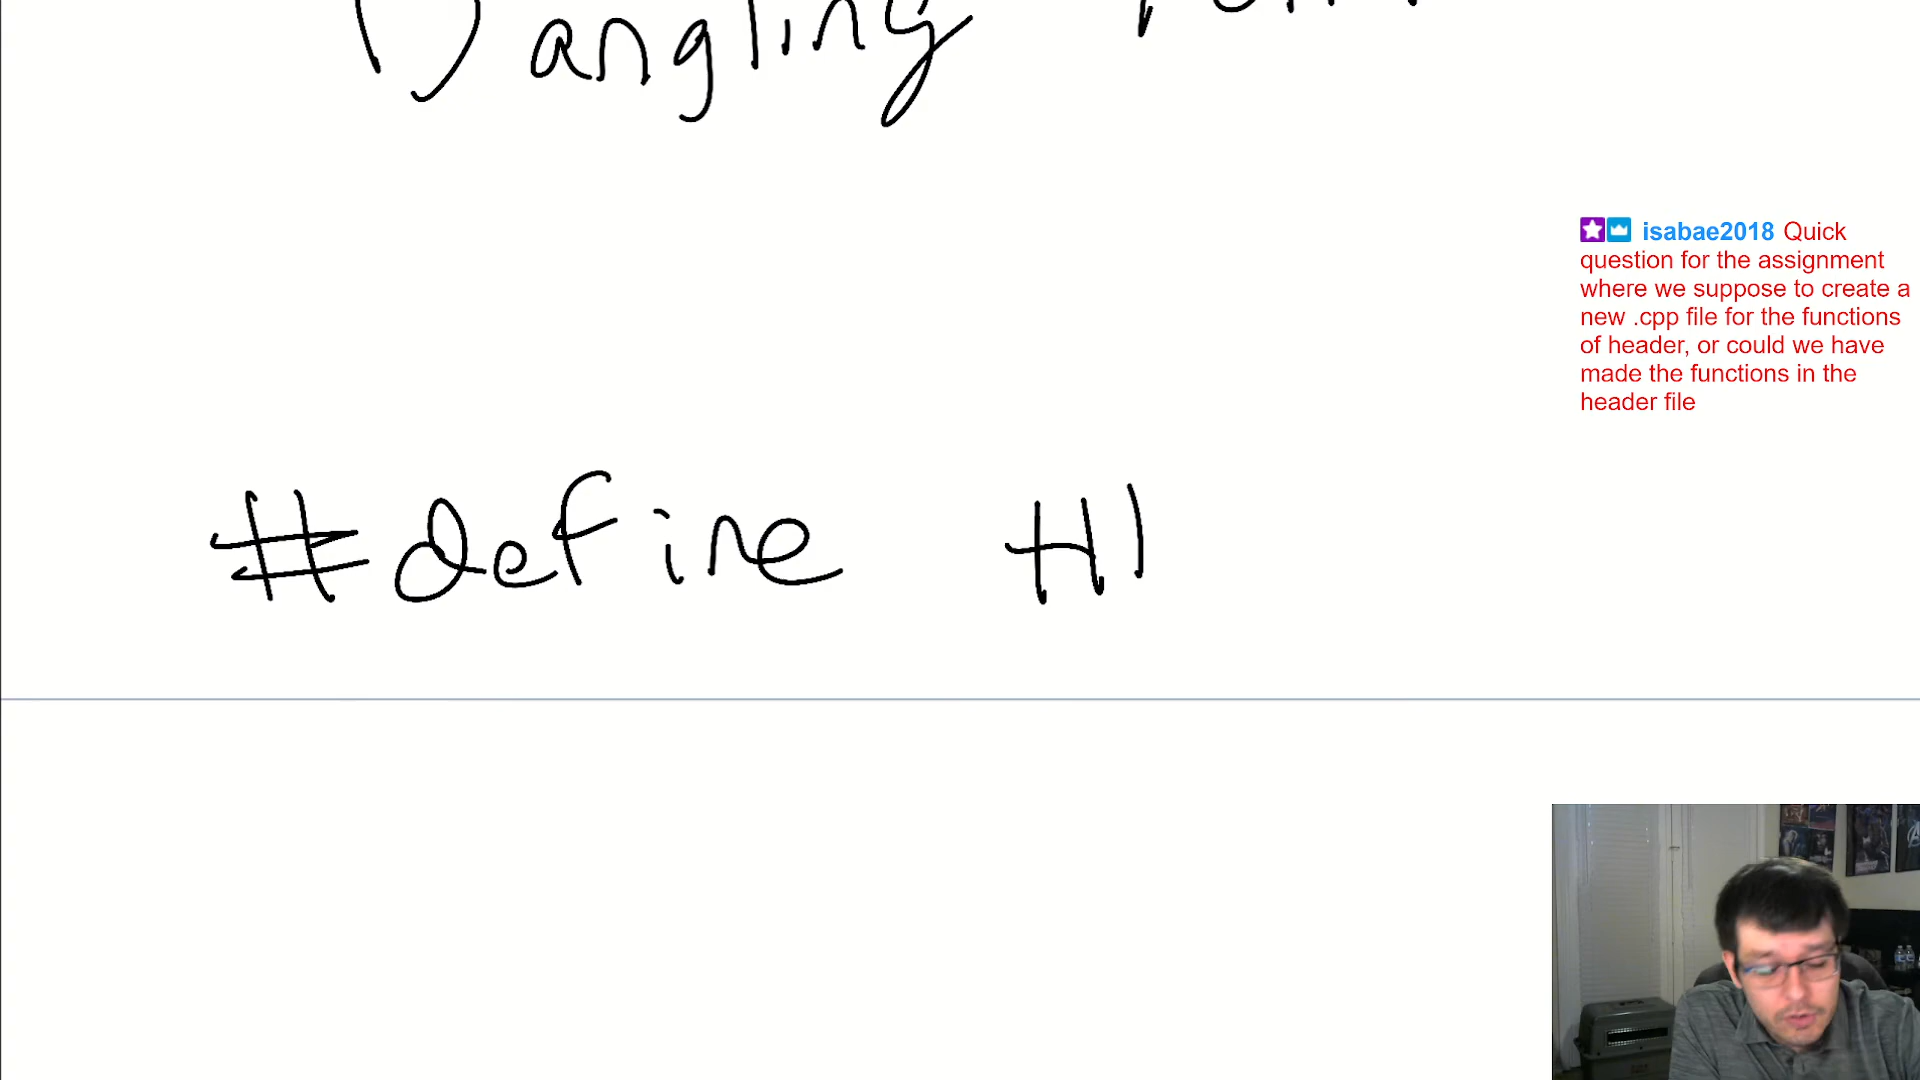 Dangling
isabae2018 Quick
question for the assignment
where we suppose to create a
new .cpp file for the functions
of header, or could we have
made the functions in the
header file
#define HI